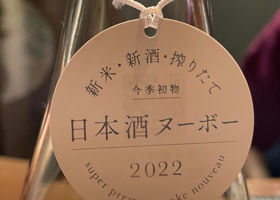 新米・新酒・搾りたて
今季初物
日本酒ヌーボー
2022
super premium sake nouveau